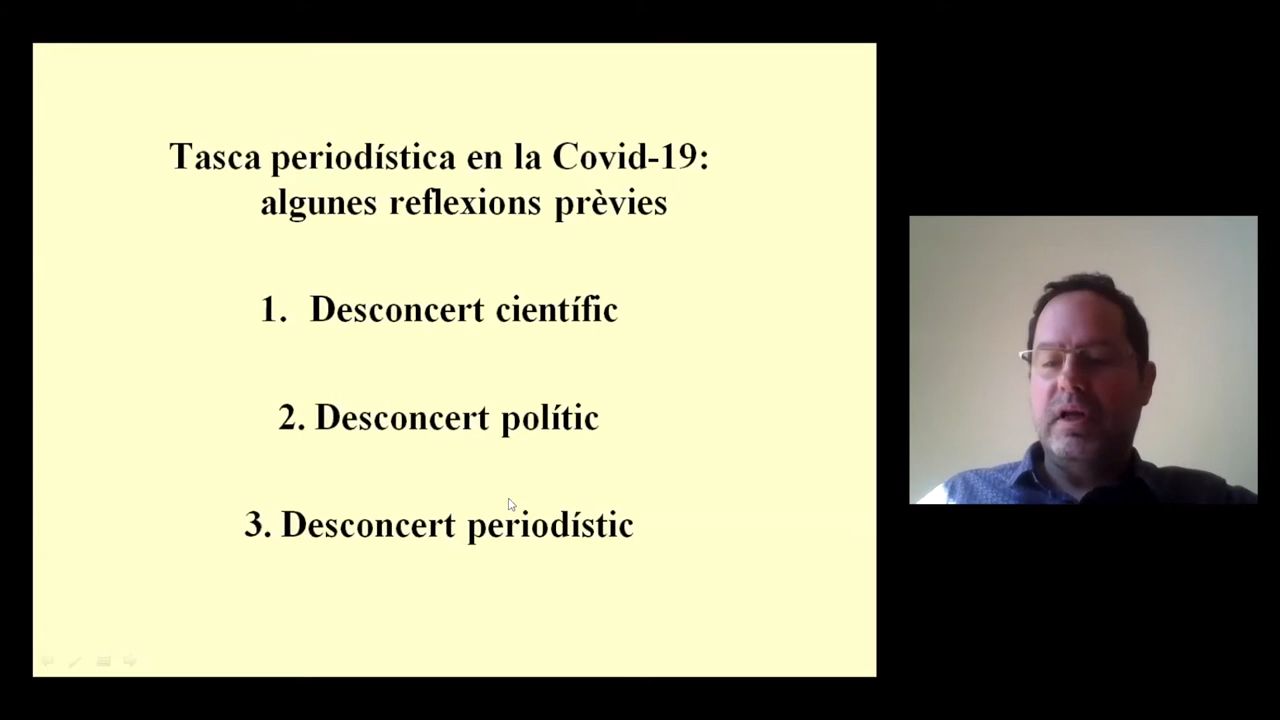 Tasca periodística en la Covid-19:
algunes reflexions prèvies
1. Desconcert científic
2. Desconcert polític
3. Desconcert periodístic